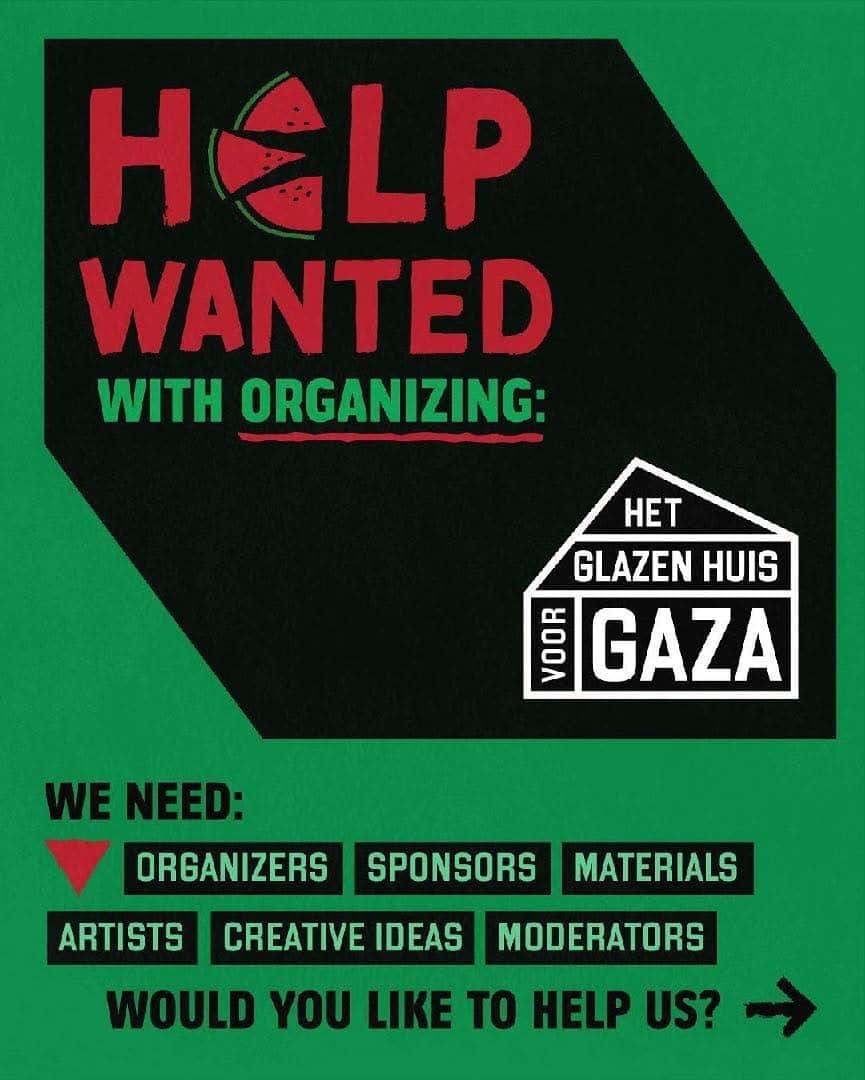 HELP
WANTED
WITH ORGANIZING:
HET
GLAZEN HUIS
VOOR GAZA
WE NEED:
ORGANIZERS SPONSORS MATERIALS
ARTISTS CREATIVE IDEAS MODERATORS
WOULD YOU LIKE TO HELP US?